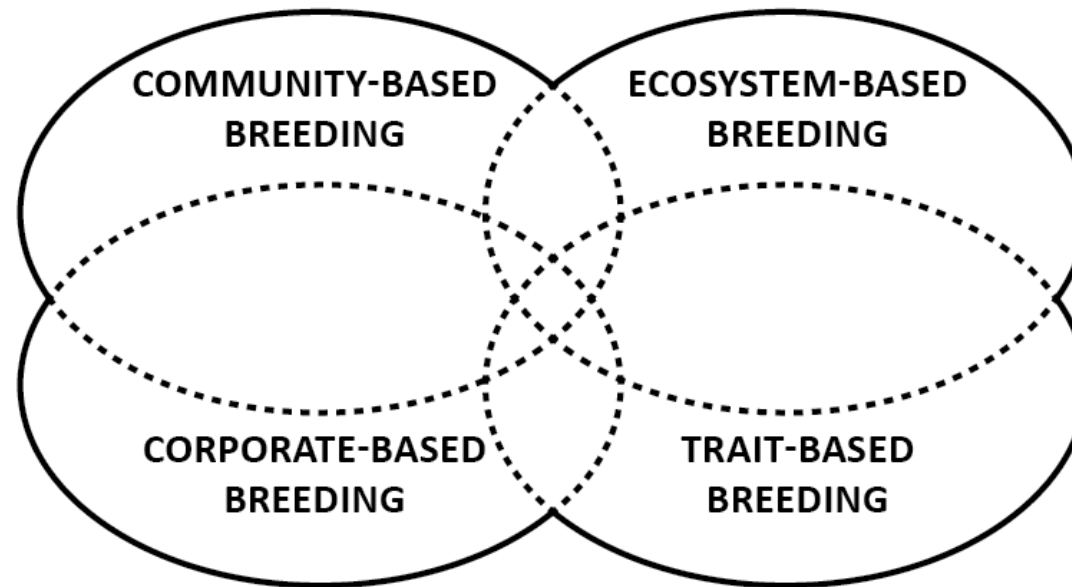 COMMUNITY-BASED
BREEDING
ECOSYSTEM-BASED
BREEDING
CORPORATE-BASED
BREEDING
TRAIT-BASED
BREEDING